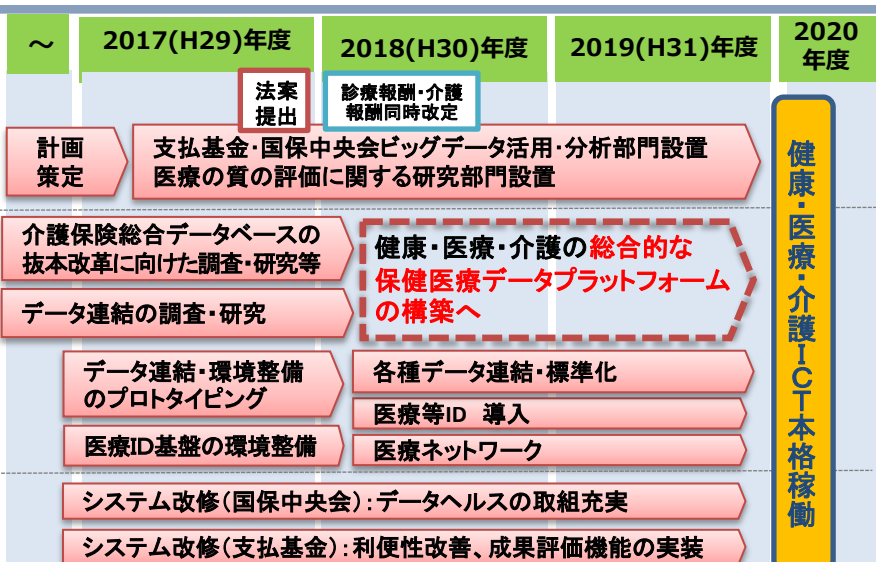 ～
2017(H29)年度
2018(H30)年度
2019(H31)年度
2020
年度
法案
提出
診療報酬・介護
報酬同時改定
計画
策定
支払基金・国保中央会ビッグデータ活用・分析部門設置
医療の質の評価に関する研究部門設置
介護保険総合データベースの
抜本改革に向けた調査・研究等
データ連結の調査・研究
健康・医療・介護の総合的な
保健医療データプラットフォーム
の構築へ
データ連結・環境整備
のプロトタイピング
医療ID基盤の環境整備
各種データ連結・標準化
医療等ID 導入
医療ネットワーク
システム改修（国保中央会）：データヘルスの取組充実
システム改修（支払基金）：利便性改善、成果評価機能の実装
健康・医療・介護ＩＣＴ本格稼働